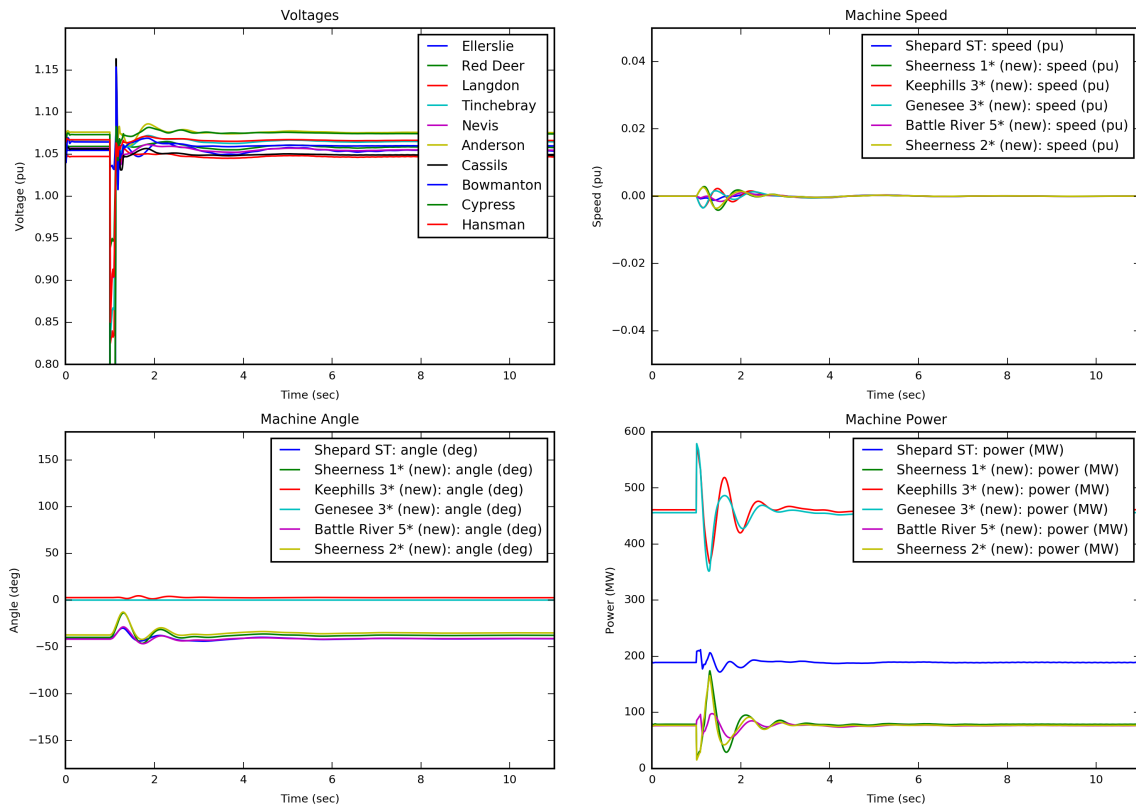 Voltages
1.15
1.10
1.05
1.00
0.95
0.90
0.85
0.80
Voltage (pu)
0
2
4
6
8
10
Time (sec)
Ellerslie
Red Deer
Langdon
Tinchebray
Nevis
Anderson
Cassils
Bowmanton
Cypress
Hansman
Machine Speed
0.04
0.02
0.00
−0.02
−0.04
Speed (pu)
0
2
4
6
8
10
Time (sec)
Shepard ST: speed (pu)
Sheerness 1* (new): speed (pu)
Keephills 3* (new): speed (pu)
Genesee 3* (new): speed (pu)
Battle River 5* (new): speed (pu)
Sheerness 2* (new): speed (pu)
Machine Angle
150
100
50
0
−50
−100
−150
Angle (deg)
0
2
4
6
8
10
Time (sec)
Shepard ST: angle (deg)
Sheerness 1* (new): angle (deg)
Keephills 3* (new): angle (deg)
Genesee 3* (new): angle (deg)
Battle River 5* (new): angle (deg)
Sheerness 2* (new): angle (deg)
Machine Power
600
500
400
300
200
100
0
Power (MW)
0
2
4
6
8
10
Time (sec)
Shepard ST: power (MW)
Sheerness 1* (new): power (MW)
Keephills 3* (new): power (MW)
Genesee 3* (new): power (MW)
Battle River 5* (new): power (MW)
Sheerness 2* (new): power (MW)